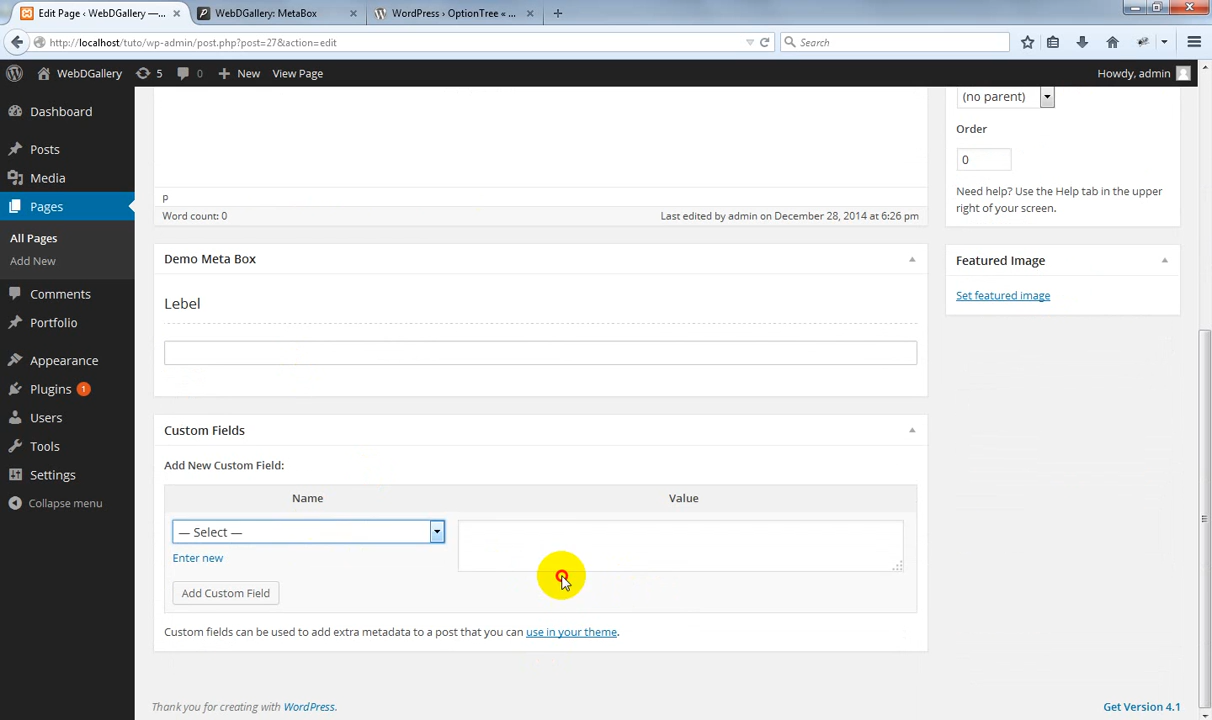 Edit Page ‹ WebDGallery —...
WebDGallery: MetaBox
WordPress › OptionTree « ...
http://localhost/tuto/wp-admin/post.php?post=27&action=edit
Search
WebDGallery
5
0
New
View Page
Howdy, admin
Dashboard
Posts
Media
Pages
All Pages
Add New
Comments
Portfolio
Appearance
Plugins 1
Users
Tools
Settings
Collapse menu
p
Word count: 0
Last edited by admin on December 28, 2014 at 6:26 pm
Demo Meta Box
Lebel
Custom Fields
Add New Custom Field:
Name
Value
— Select —
Enter new
Add Custom Field
Custom fields can be used to add extra metadata to a post that you can use in your theme.
(no parent)
Order
0
Need help? Use the Help tab in the upper
right of your screen.
Featured Image
Set featured image
Thank you for creating with WordPress.
Get Version 4.1